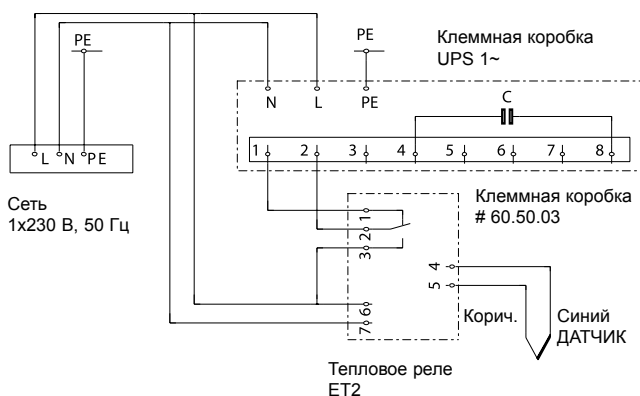 PE
PE
Клеммная коробка
UPS 1~
N L PE
C
L N PE
1 2 3 4 5 6 7 8
Сеть
1x230 В, 50 Гц
Клеммная коробка
# 60.50.03
1
2
3
4
5
6
7
Корич.
Синий
ДАТЧИК
Тепловое реле
ET2